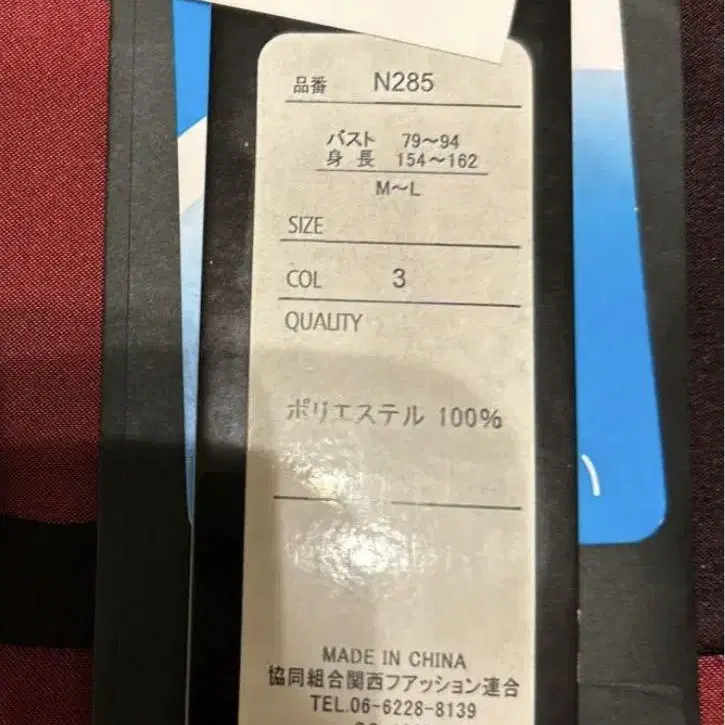 品番 N285
バスト 79〜94
身長 154〜162
M〜L
SIZE
COL 3
QUALITY
ポリエステル 100%
MADE IN CHINA
協同組合関西フアッション連合
TEL.06-6228-8139